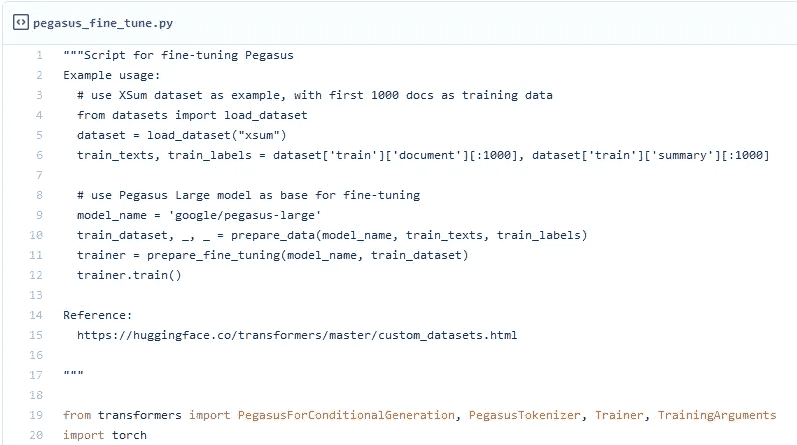 pegasus_fine_tune.py
1 """Script for fine-tuning Pegasus
2 Example usage:
3   # use XSum dataset as example, with first 1000 docs as training data
4   from datasets import load_dataset
5   dataset = load_dataset("xsum")
6   train_texts, train_labels = dataset['train']['document'][:1000], dataset['train']['summary'][:1000]
7
8   # use Pegasus Large model as base for fine-tuning
9   model_name = 'google/pegasus-large'
10   train_dataset, _, _ = prepare_data(model_name, train_texts, train_labels)
11   trainer = prepare_fine_tuning(model_name, train_dataset)
12   trainer.train()
13
14 Reference:
15   https://huggingface.co/transformers/master/custom_datasets.html
16
17 """
18
19 from transformers import PegasusForConditionalGeneration, PegasusTokenizer, Trainer, TrainingArguments
20 import torch